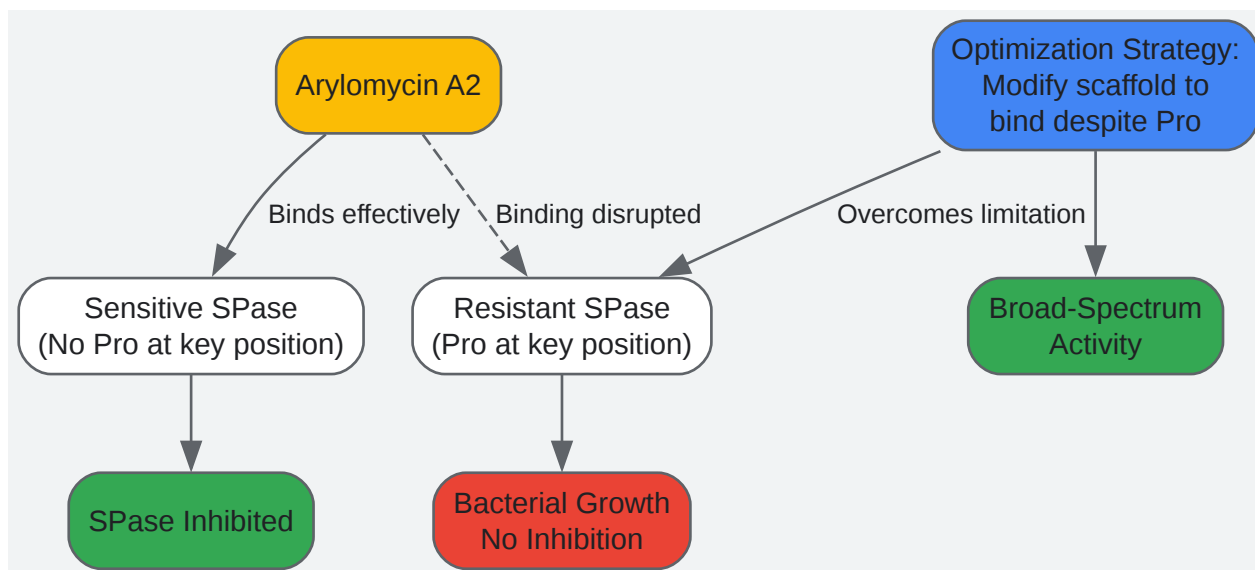 Arylomycin A2
Optimization Strategy:
Modify scaffold to
bind despite Pro
Binds effectively
Binding disrupted
Overcomes limitation
Sensitive SPase
(No Pro at key position)
Resistant SPase
(Pro at key position)
Broad-Spectrum
Activity
SPase Inhibited
Bacterial Growth
No Inhibition